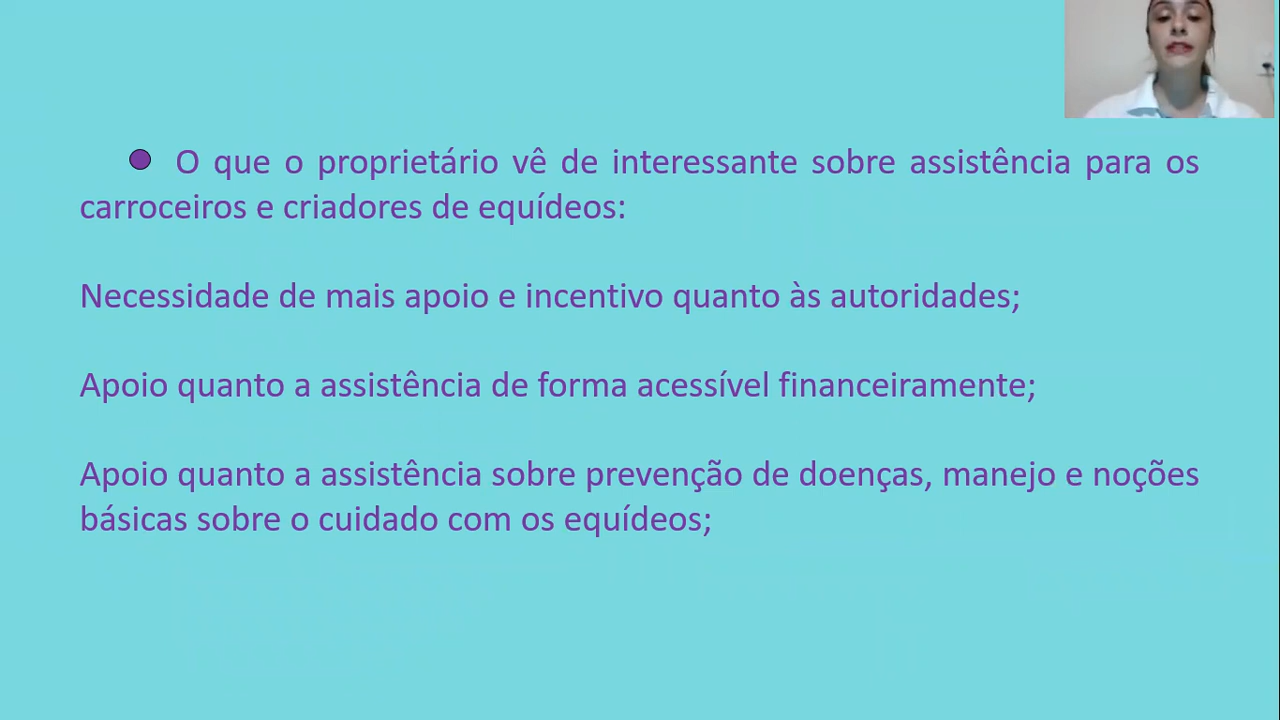 O que o proprietário vê de interessante sobre assistência para os
carroceiros e criadores de equídeos:
Necessidade de mais apoio e incentivo quanto às autoridades;
Apoio quanto a assistência de forma acessível financeiramente;
Apoio quanto a assistência sobre prevenção de doenças, manejo e noções
básicas sobre o cuidado com os equídeos;